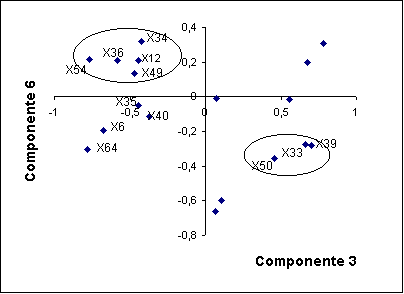 0,4
X34
X36 X12
0,2
X54 X49
0
-1 -0,5 0 0,5 1
X35
X40
X6
-0,2
X64
X33 X39
X50
-0,4
-0,6
-0,8
Componente 6
Componente 3